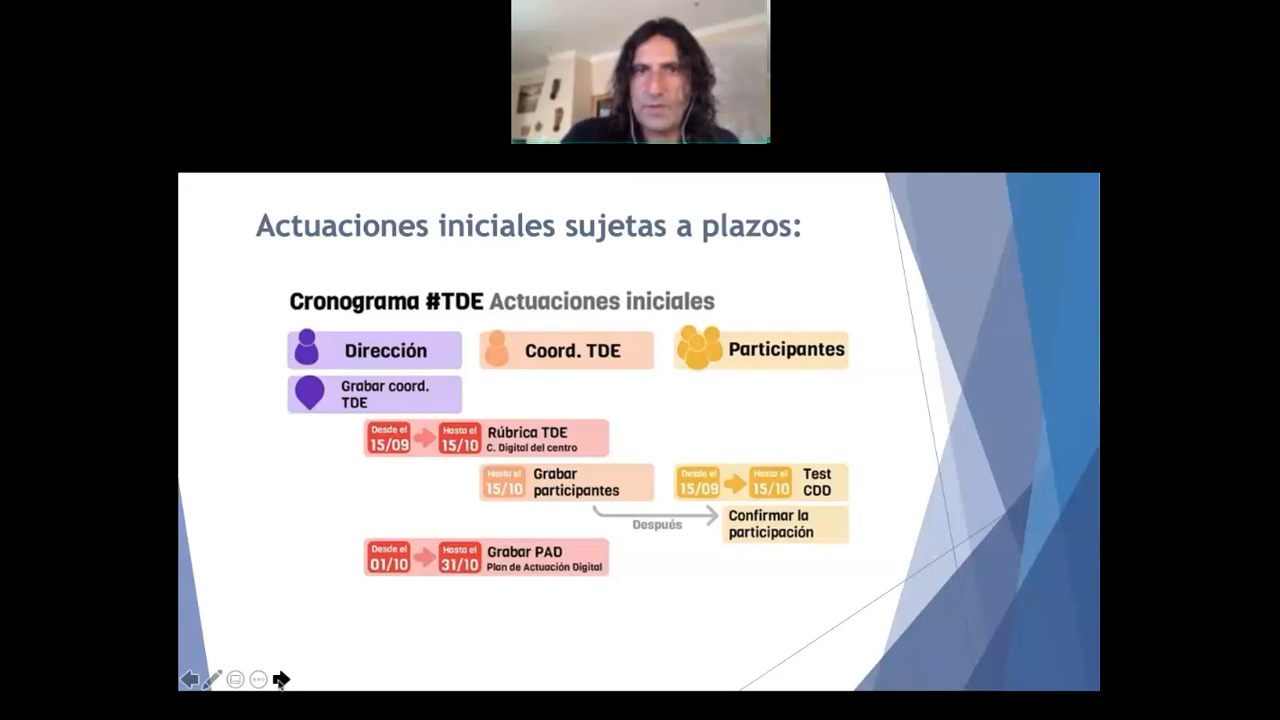 Actuaciones iniciales sujetas a plazos:
Cronograma #TDE Actuaciones iniciales
Dirección
Coord. TDE
Participantes
Grabar coord.
TDE
Desde el
15/09
Hasta el
15/10
Rúbrica TDE
C. Digital del centro
Hasta el
15/10
Grabar
participantes
Desde el
15/09
Hasta el
15/10
Test
CDD
Después
Confirmar la
participación
Desde el
01/10
Hasta el
31/10
Grabar PAD
Plan de Actuación Digital